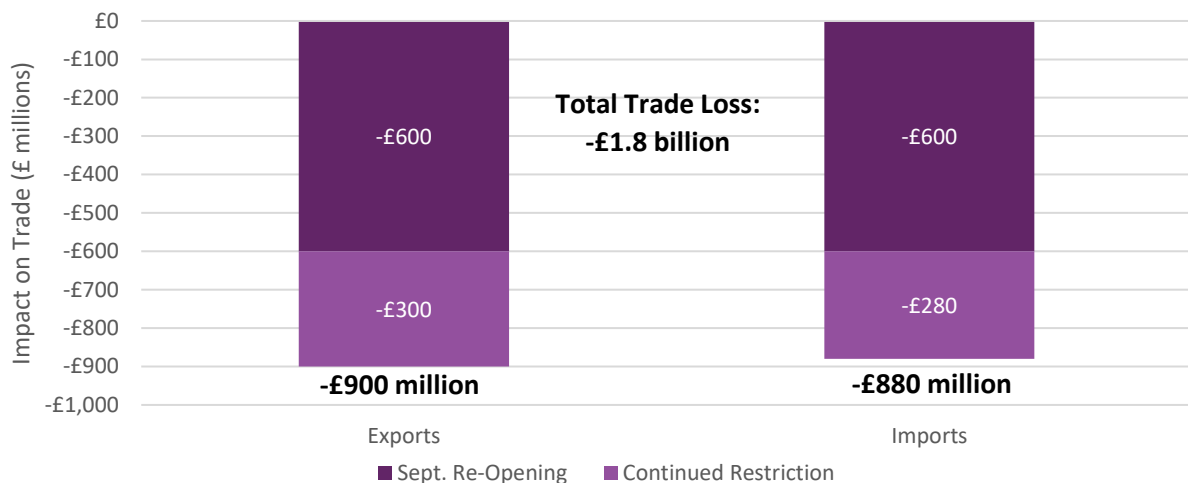 Impact on Trade (£ millions)
£0
-£100
-£200
-£300
-£400
-£500
-£600
-£700
-£800
-£900
-£1,000
-£600
-£300
-£900 million
Total Trade Loss:
-£1.8 billion
-£600
-£280
-£880 million
Exports
Imports
Sept. Re-Opening
Continued Restriction